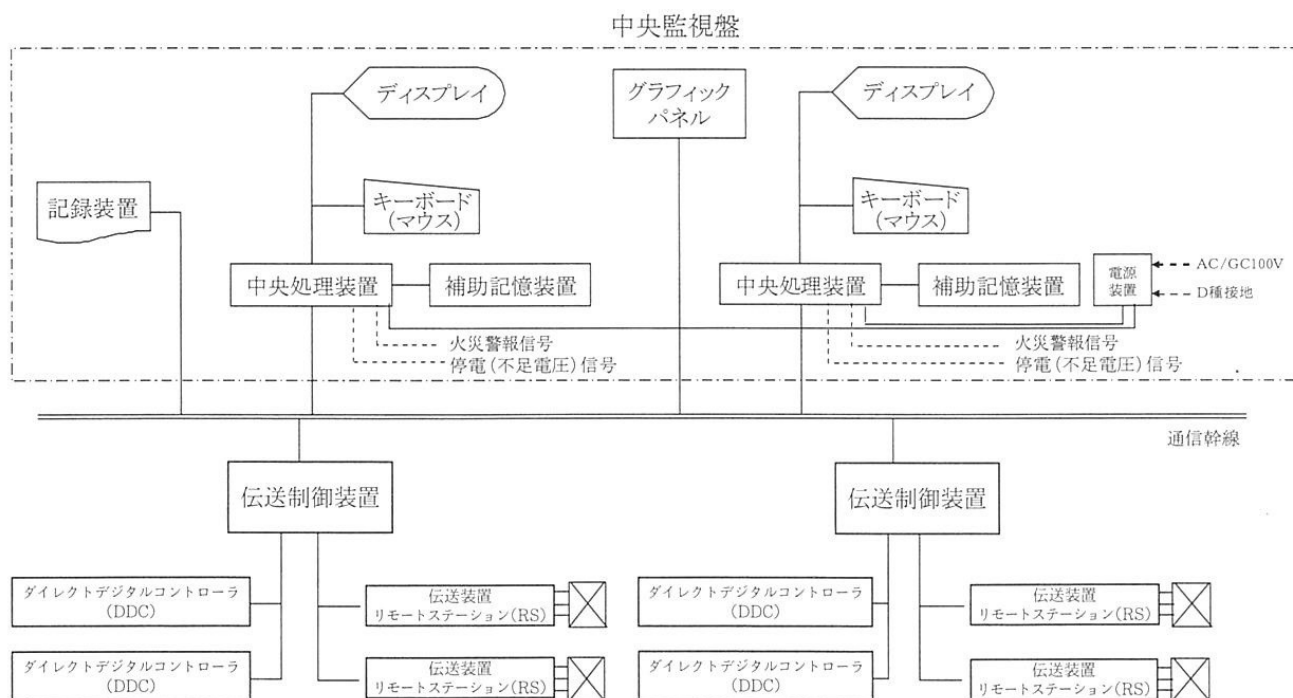 中央監視盤
ディスプレイ
グラフィック
パネル
ディスプレイ
記録装置
キーボード
(マウス)
キーボード
(マウス)
中央処理装置
補助記憶装置
中央処理装置
補助記憶装置
電源
装置
AC/GC100V
D種接地
火災警報信号
停電(不足電圧)信号
火災警報信号
停電(不足電圧)信号
通信幹線
伝送制御装置
伝送制御装置
ダイレクトデジタルコントローラ
(DDC)
伝送装置
リモートステーション(RS)
ダイレクトデジタルコントローラ
(DDC)
伝送装置
リモートステーション(RS)
ダイレクトデジタルコントローラ
(DDC)
伝送装置
リモートステーション(RS)
ダイレクトデジタルコントローラ
(DDC)
伝送装置
リモートステーション(RS)